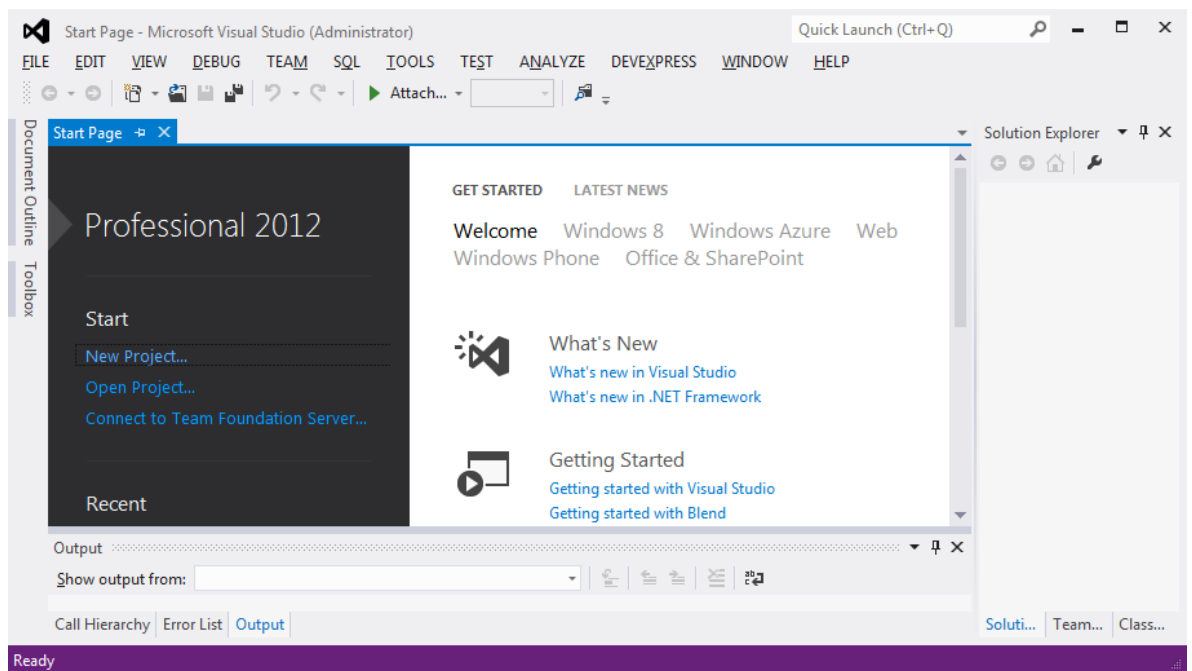 Start Page - Microsoft Visual Studio (Administrator)
Quick Launch (Ctrl+Q)
FILE EDIT VIEW DEBUG TEAM SQL TOOLS TEST ANALYZE DEVEXPRESS WINDOW HELP
Attach...
Document Outline
Toolbox
Start Page
Professional 2012
Start
New Project...
Open Project...
Connect to Team Foundation Server...
Recent
GET STARTED LATEST NEWS
Welcome Windows 8 Windows Azure Web
Windows Phone Office & SharePoint
What's New
What's new in Visual Studio
What's new in .NET Framework
Getting Started
Getting started with Visual Studio
Getting started with Blend
Solution Explorer
Output
Show output from:
Call Hierarchy Error List Output
Soluti... Team... Class...
Ready